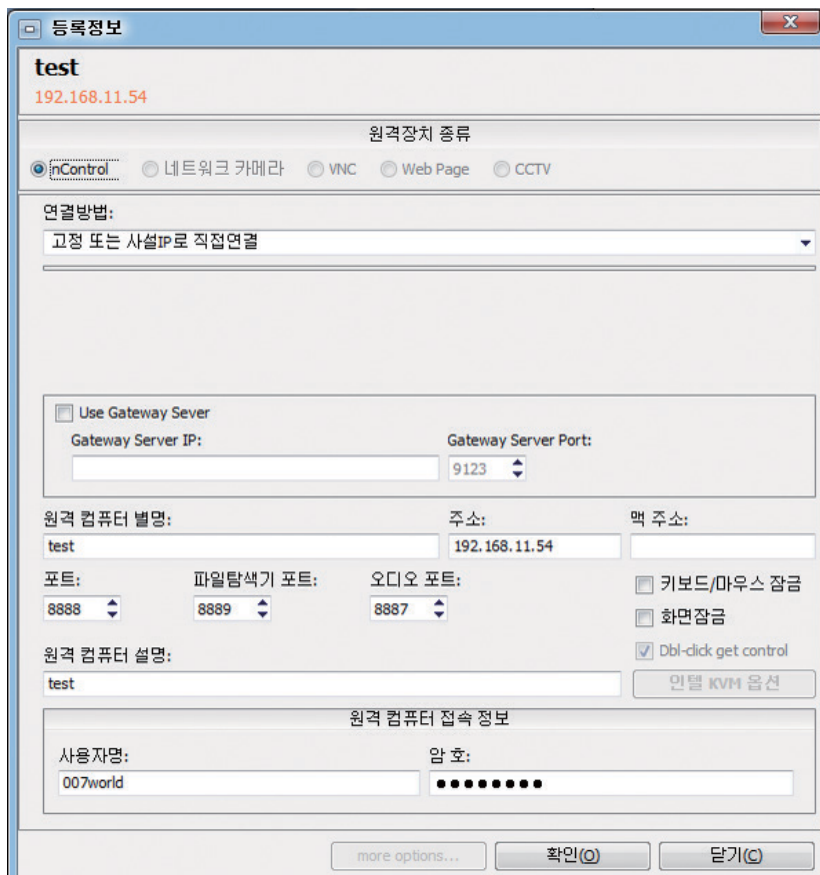 등록정보
test
192.168.11.54
원격장치 종류
nControl 네트워크 카메라 VNC Web Page CCTV
연결방법:
고정 또는 사설IP로 직접연결
Use Gateway Sever
Gateway Server IP: Gateway Server Port:
9123
원격 컴퓨터 별명: 주소: 맥 주소:
test 192.168.11.54
포트: 파일탐색기 포트: 오디오 포트: 키보드/마우스 잠금
8888 8889 8887 화면잠금
원격 컴퓨터 설명: Dbl-click get control
test 인텔 KVM 옵션
원격 컴퓨터 접속 정보
사용자명: 암 호:
007world ●●●●●●●●
more options... 확인(O) 닫기(C)